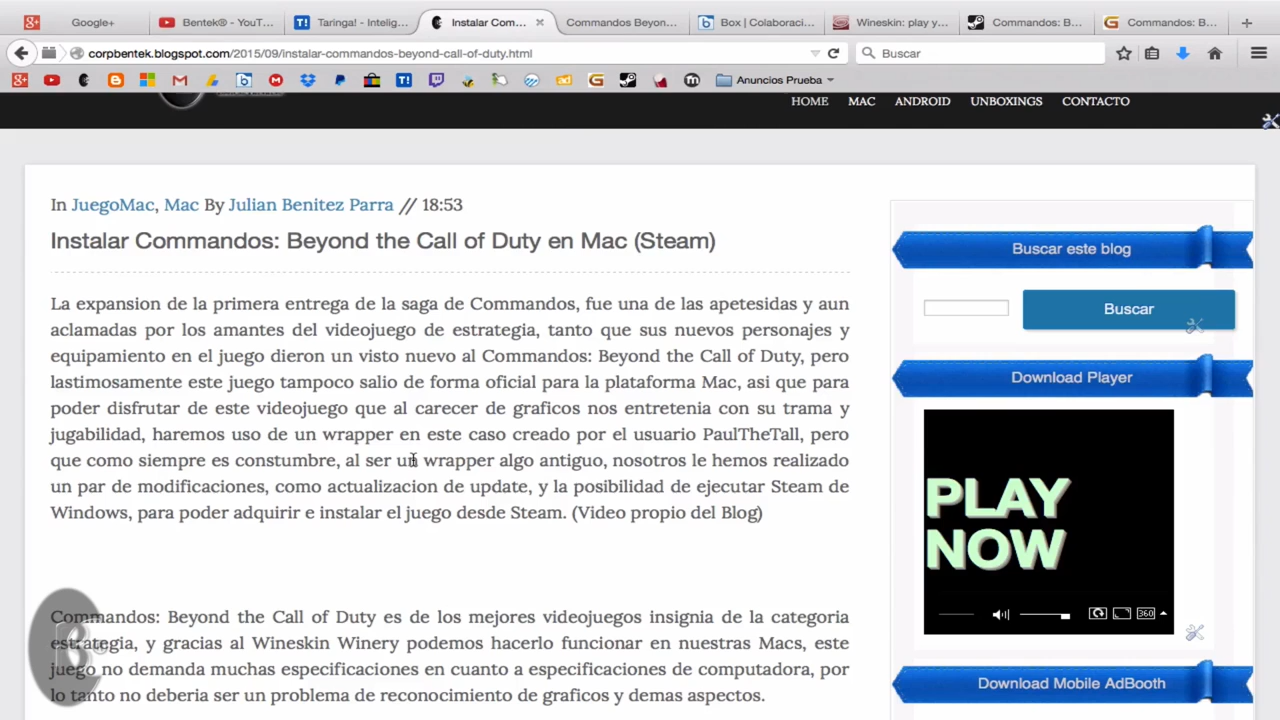 Google+
Bentek® - YouT...
Taringa! - Intelig...
Instalar Com...
Commandos Beyon...
Box | Colaboraci...
Wineskin: play y...
Commandos: B...
Commandos: B...
corpbentek.blogspot.com/2015/09/instalar-commandos-beyond-call-of-duty.html
Buscar
Anuncios Prueba
HOME MAC ANDROID UNBOXINGS CONTACTO
In JuegoMac, Mac By Julian Benitez Parra // 18:53
Instalar Commandos: Beyond the Call of Duty en Mac (Steam)
La expansion de la primera entrega de la saga de Commandos, fue una de las apetesidas y aun
aclamadas por los amantes del videojuego de estrategia, tanto que sus nuevos personajes y
equipamiento en el juego dieron un visto nuevo al Commandos: Beyond the Call of Duty, pero
lastimosamente este juego tampoco salio de forma oficial para la plataforma Mac, asi que para
poder disfrutar de este videojuego que al carecer de graficos nos entretenia con su trama y
jugabilidad, haremos uso de un wrapper en este caso creado por el usuario PaulTheTall, pero
que como siempre es constumbre, al ser un wrapper algo antiguo, nosotros le hemos realizado
un par de modificaciones, como actualizacion de update, y la posibilidad de ejecutar Steam de
Windows, para poder adquirir e instalar el juego desde Steam. (Video propio del Blog)
Commandos: Beyond the Call of Duty es de los mejores videojuegos insignia de la categoria
estrategia, y gracias al Wineskin Winery podemos hacerlo funcionar en nuestras Macs, este
juego no demanda muchas especificaciones en cuanto a especificaciones de computadora, por
lo tanto no deberia ser un problema de reconocimiento de graficos y demas aspectos.
Buscar este blog
Buscar
Download Player
PLAY
NOW
360
Download Mobile AdBooth